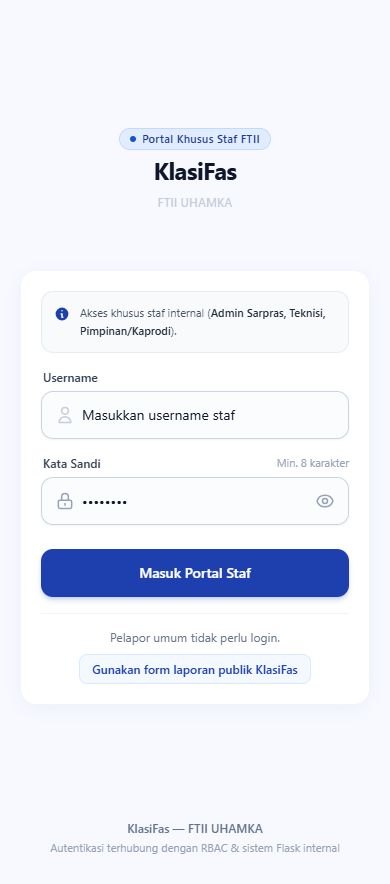 Portal Khusus Staf FTII
KlasiFas
FTII UHAMKA
Akses khusus staf internal (Admin Sarpras, Teknisi,
Pimpinan/Kaprodi).
Username
Masukkan username staf
Kata Sandi
Min. 8 karakter
••••••••
Masuk Portal Staf
Pelapor umum tidak perlu login.
Gunakan form laporan publik KlasiFas
KlasiFas — FTII UHAMKA
Autentikasi terhubung dengan RBAC & sistem Flask internal